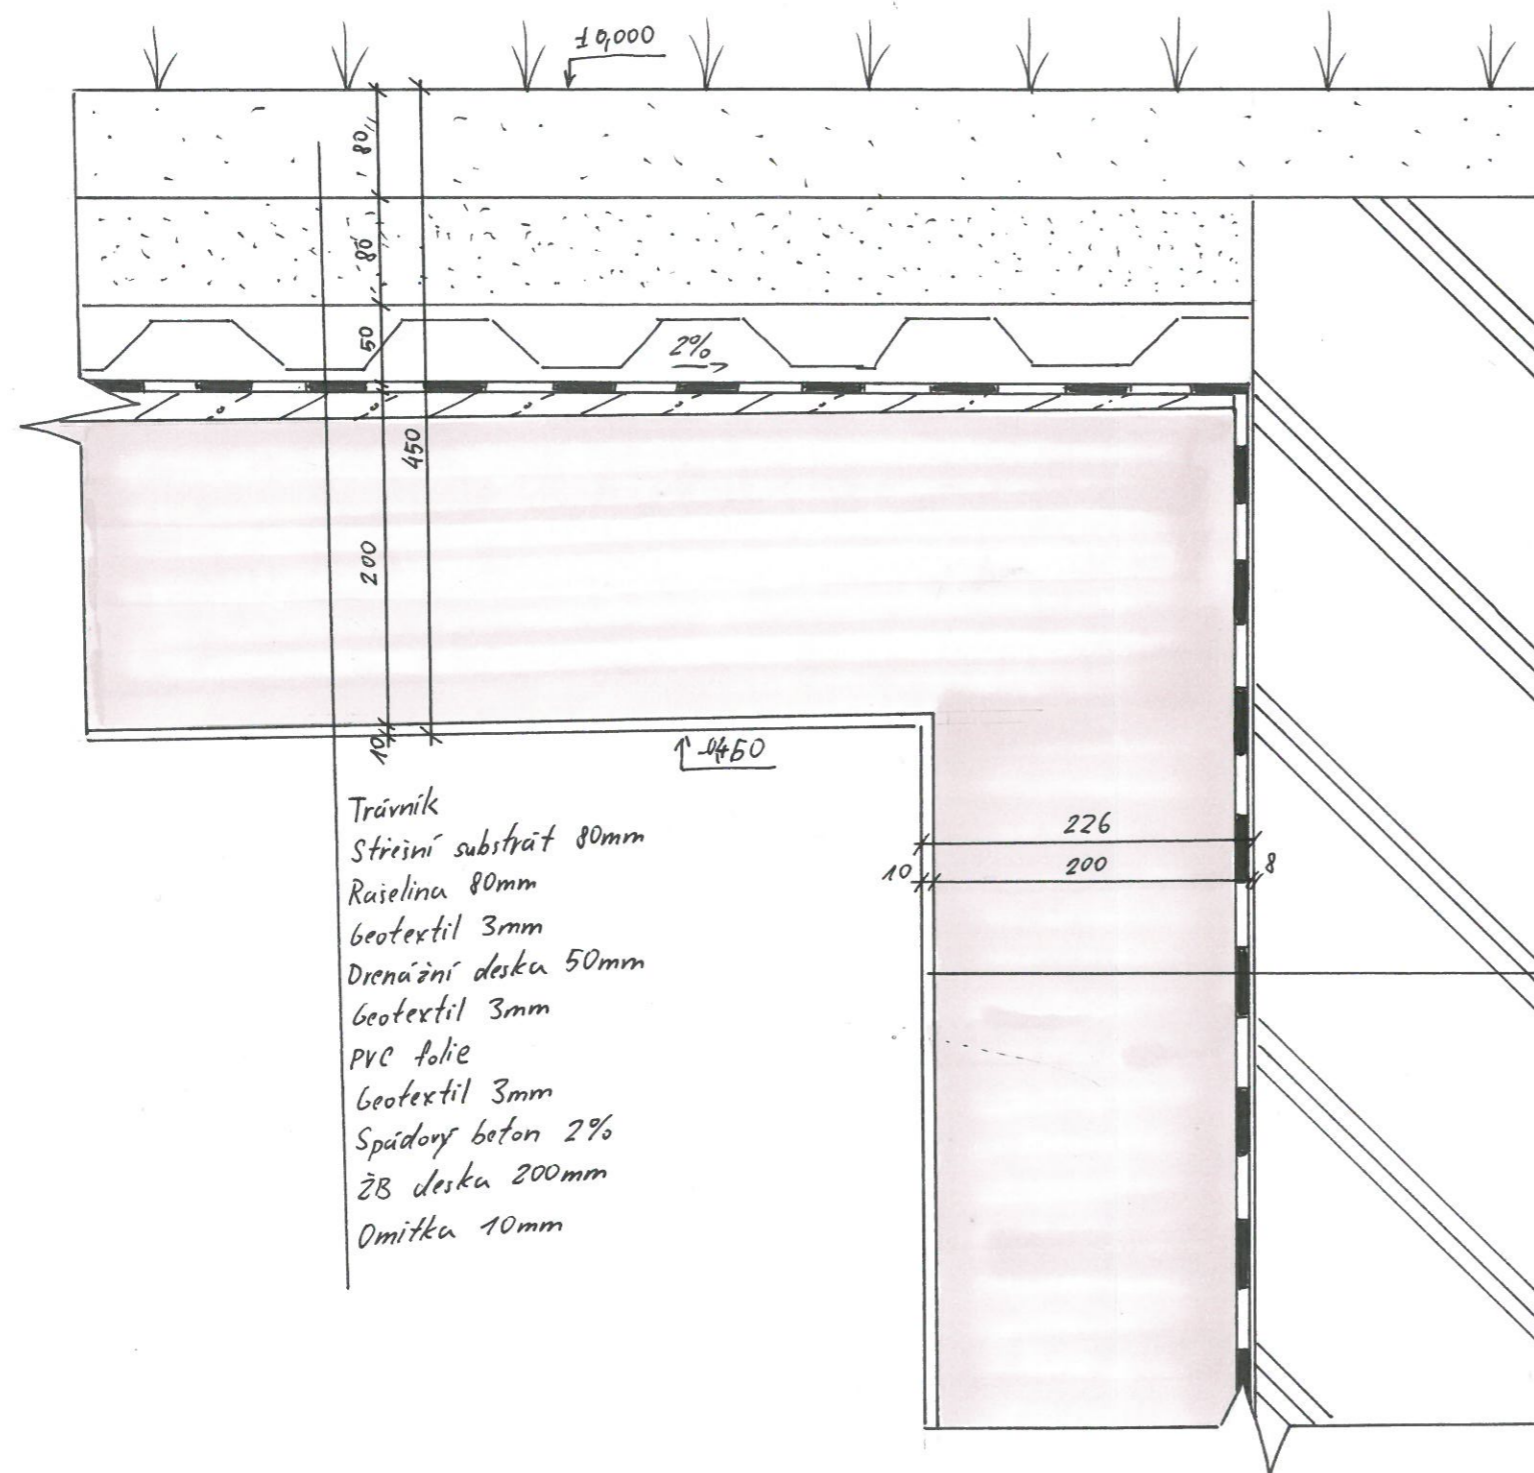 ±0,000
80
80
50
2%
450
200
10
Trávník
Střešní substrát 80mm
Rašelina 80mm
Geotextil 3mm
Drenážní deska 50mm
Geotextil 3mm
PVC folie
Geotextil 3mm
Spádový beton 2%
ŽB deska 200mm
Omítka 10mm
226
10
200
8